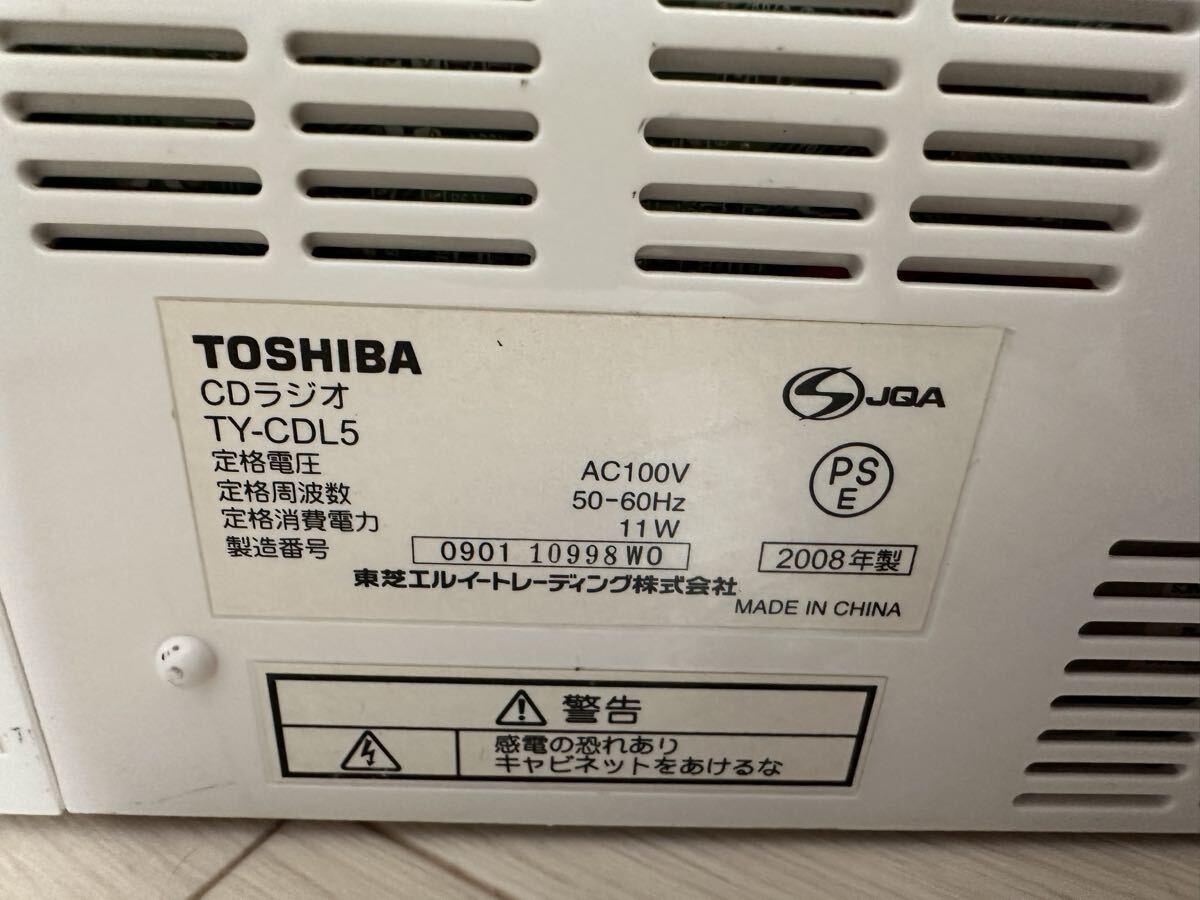 TOSHIBA
CDラジオ
TY-CDL5
JQA
定格電圧 AC100V
定格周波数 50-60Hz
定格消費電力 11W
PS
E
製造番号 0901 10998WO
2008年製
東芝エルイートレーディング株式会社
MADE IN CHINA
警告
感電の恐れあり
キャビネットをあけるな